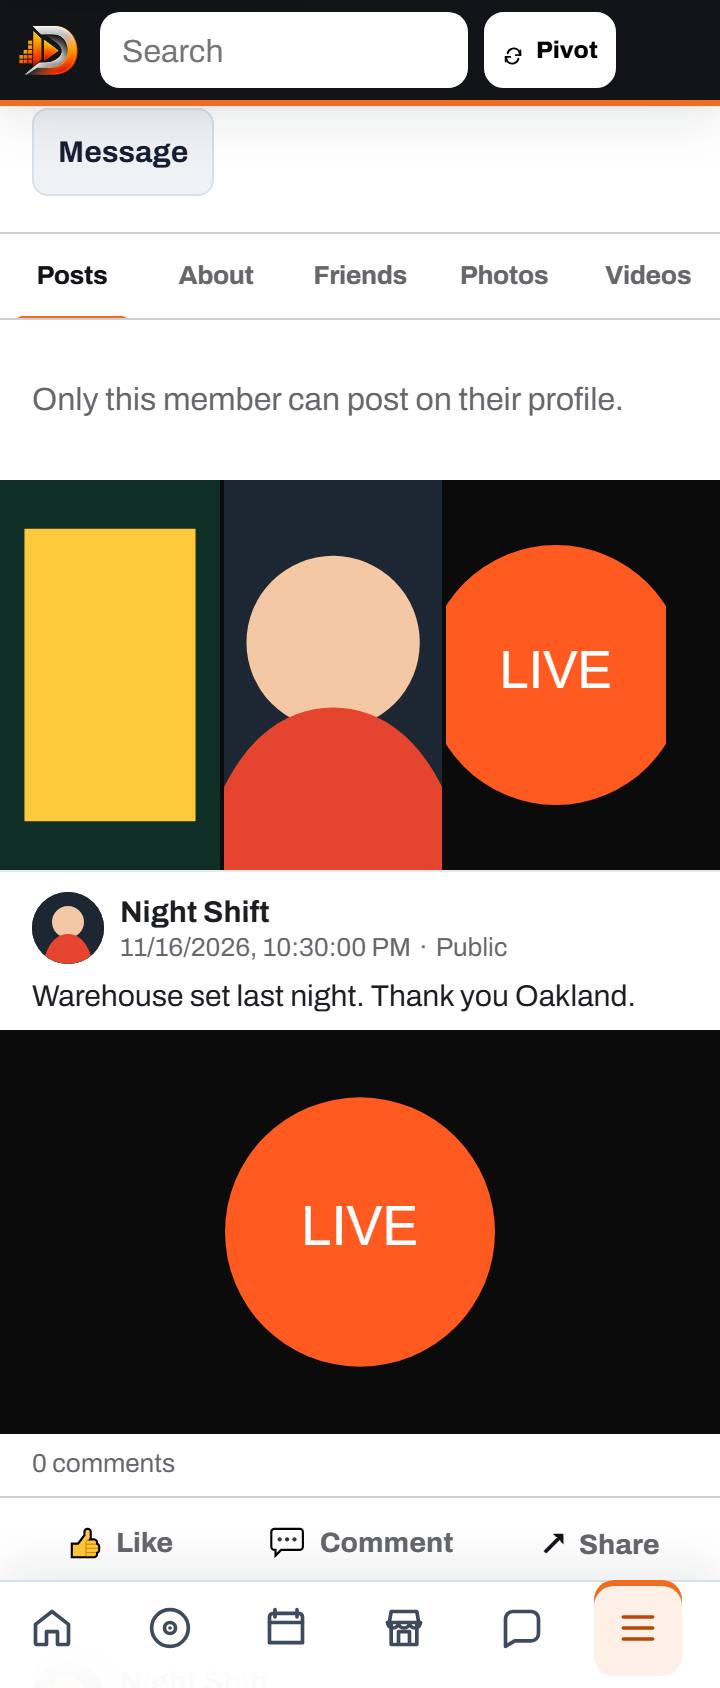 Search
Pivot
Message
Posts About Friends Photos Videos
Only this member can post on their profile.
LIVE
Night Shift
11/16/2026, 10:30:00 PM · Public
Warehouse set last night. Thank you Oakland.
LIVE
0 comments
👍 Like 💬 Comment ↗ Share
Night Shift